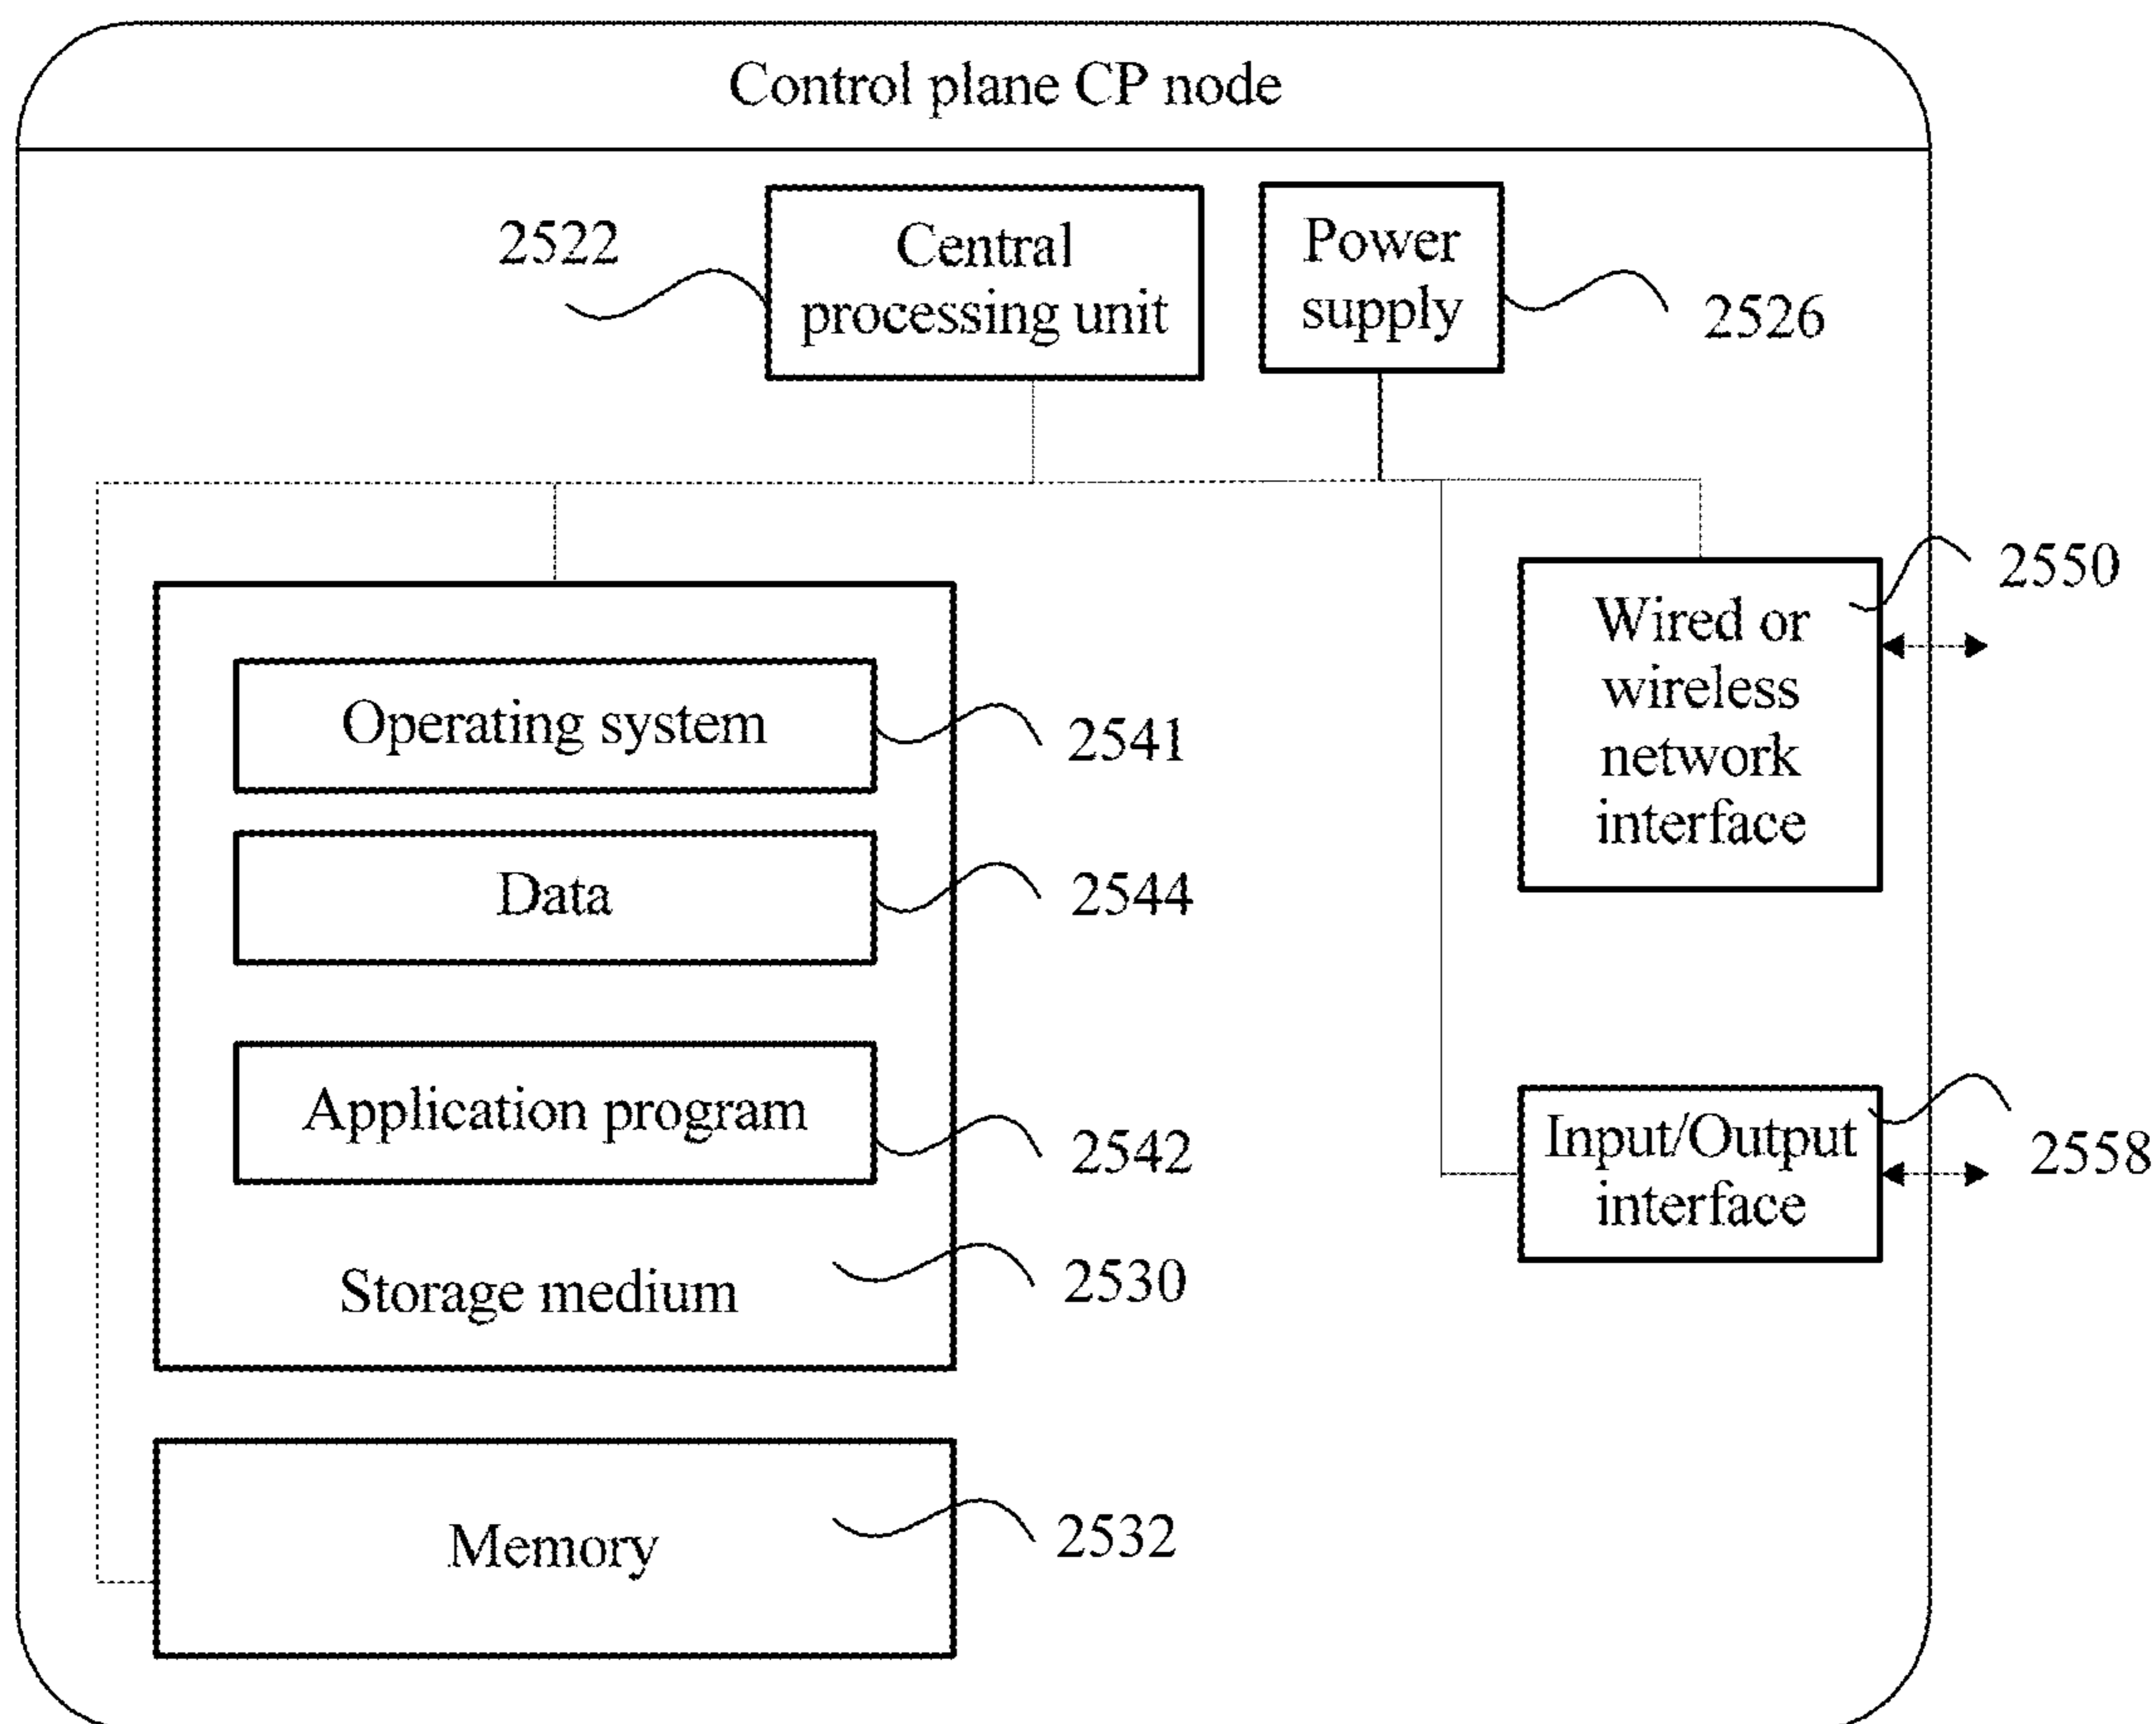 Control plane CP node
2522
Central
processing unit
Power
supply
2526
2550
Wired or
wireless
network
interface
Operating system
2541
Data
2544
Application program
2542
Input/Output
interface
2558
Storage medium
2530
Memory
2532